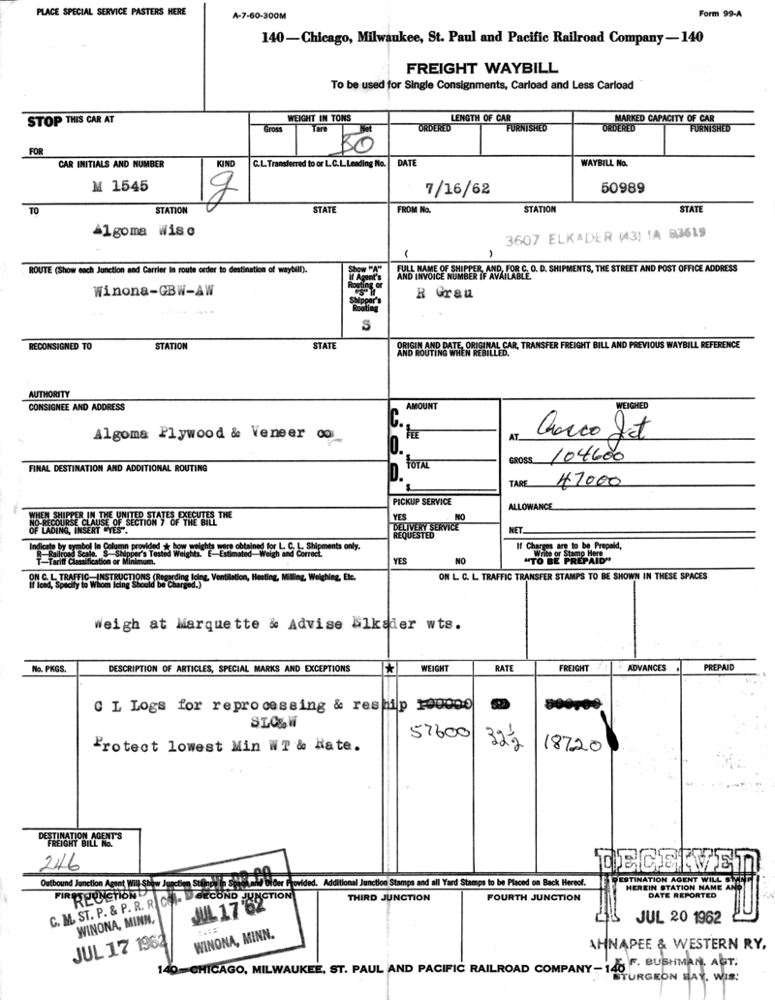 PLACE SPECIAL SERVICE PASTERS HERE
A-7-60-300M
Form 99-A
140—Chicago, Milwaukee, St. Paul and Pacific Railroad Company—140
FREIGHT WAYBILL
To be used for Single Consignments, Carload and Less Carload
STOP THIS CAR AT
FOR
WEIGHT IN TONS
Gross Tare Net
50
LENGTH OF CAR
ORDERED FURNISHED
MARKED CAPACITY OF CAR
ORDERED FURNISHED
CAR INITIALS AND NUMBER
M 1545
KIND
g
C.L. Transferred to or L.C.L. Leading No.
DATE
7/16/62
WAYBILL No.
50989
TO STATION STATE
Algoma Wisc
FROM No. STATION STATE
3607 ELKADER (43) IA 83619
( )
ROUTE (Show each Junction and Carrier in route order to destination of waybill).
Winona-GBW-AW
Show "A"
if Agent's
Routing or
"S" if
Shipper's
Routing
S
FULL NAME OF SHIPPER, AND, FOR C. O. D. SHIPMENTS, THE STREET AND POST OFFICE ADDRESS
AND INVOICE NUMBER IF AVAILABLE.
R Grau
RECONSIGNED TO STATION STATE
AUTHORITY
ORIGIN AND DATE, ORIGINAL CAR, TRANSFER FREIGHT BILL AND PREVIOUS WAYBILL REFERENCE
AND ROUTING WHEN REBILLED.
CONSIGNEE AND ADDRESS
Algoma Plywood & Veneer co
FINAL DESTINATION AND ADDITIONAL ROUTING
C. O. D.
AMOUNT
$
FEE
$
TOTAL
$
WEIGHED
AT
GROSS 104600
TARE 47000
ALLOWANCE
NET
WHEN SHIPPER IN THE UNITED STATES EXECUTES THE
NO-RECOURSE CLAUSE OF SECTION 7 OF THE BILL
OF LADING, INSERT "YES".
PICKUP SERVICE
YES NO
DELIVERY SERVICE
REQUESTED
YES NO
If Charges are to be Prepaid,
Write or Stamp Here
"TO BE PREPAID"
Indicate by symbol in Column provided ★ how weights were obtained for L. C. L. Shipments only.
R—Railroad Scale. S—Shipper's Tested Weights. E—Estimated—Weigh and Correct.
T—Tariff Classification or Minimum.
ON C. L. TRAFFIC—INSTRUCTIONS (Regarding Icing, Ventilation, Heating, Milling, Weighing, Etc.
If Iced, Specify to Whom Icing Should be Charged.)
ON L. C. L. TRAFFIC TRANSFER STAMPS TO BE SHOWN IN THESE SPACES
Weigh at Marquette & Advise Elkader wts.
No. PKGS. DESCRIPTION OF ARTICLES, SPECIAL MARKS AND EXCEPTIONS ★ WEIGHT RATE FREIGHT ADVANCES PREPAID
C L Logs for reprocessing & reship 100000
SLC&W
57600 32½ 18720
Protect lowest Min WT & Rate.
DESTINATION AGENT'S
FREIGHT BILL No.
246
Outbound Junction Agent Will Show Junction Stamps in Space and Order Provided. Additional Junction Stamps and all Yard Stamps to be Placed on Back Hereof.
FIRST JUNCTION SECOND JUNCTION THIRD JUNCTION FOURTH JUNCTION
C. M. ST. P. & P. R. R.
WINONA, MINN.
JUL 17 1962
JUL 17 '62
WINONA, MINN.
RECEIVED
DESTINATION AGENT WILL STAMP
HEREIN STATION NAME AND
DATE REPORTED
JUL 20 1962
AHNAPEE & WESTERN RY,
E. F. BUSHMAN, AGT.
STURGEON BAY, WIS.
140—CHICAGO, MILWAUKEE, ST. PAUL AND PACIFIC RAILROAD COMPANY—140